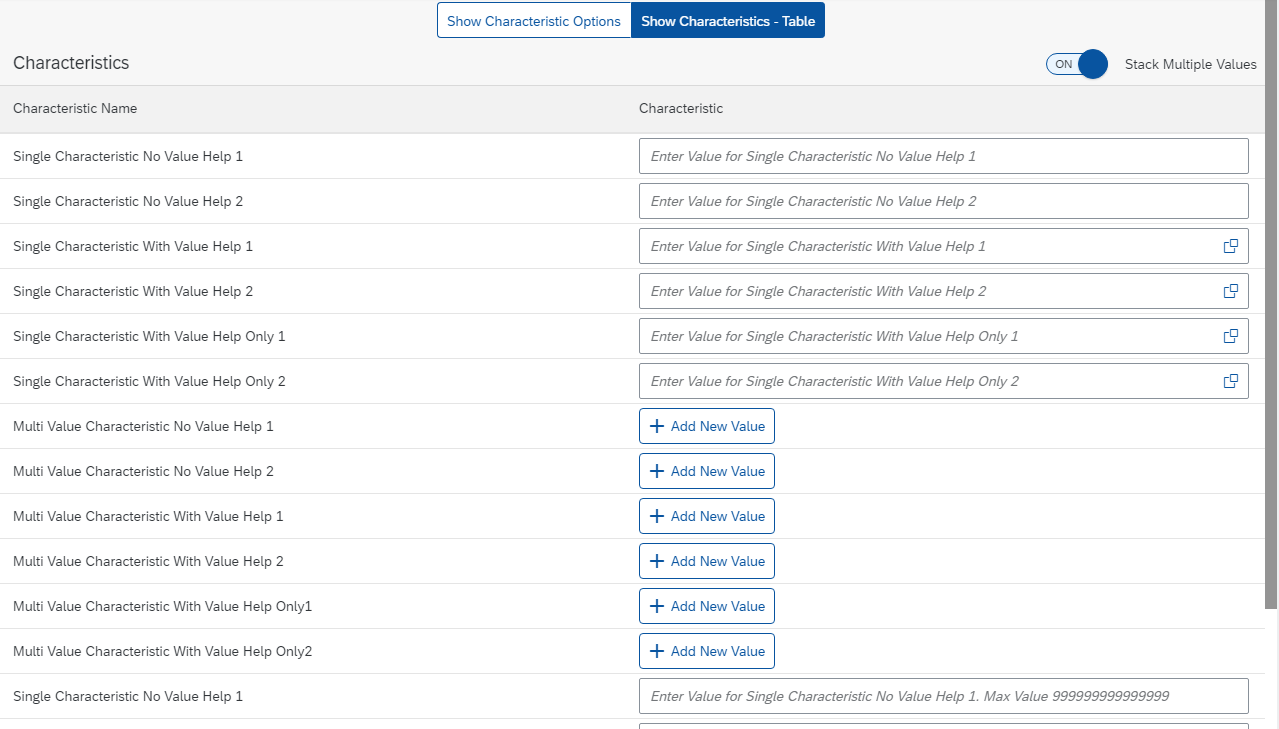 Show Characteristic Options Show Characteristics - Table
Characteristics ON Stack Multiple Values
Characteristic Name Characteristic
Single Characteristic No Value Help 1 Enter Value for Single Characteristic No Value Help 1
Single Characteristic No Value Help 2 Enter Value for Single Characteristic No Value Help 2
Single Characteristic With Value Help 1 Enter Value for Single Characteristic With Value Help 1
Single Characteristic With Value Help 2 Enter Value for Single Characteristic With Value Help 2
Single Characteristic With Value Help Only 1 Enter Value for Single Characteristic With Value Help Only 1
Single Characteristic With Value Help Only 2 Enter Value for Single Characteristic With Value Help Only 2
Multi Value Characteristic No Value Help 1 Add New Value
Multi Value Characteristic No Value Help 2 Add New Value
Multi Value Characteristic With Value Help 1 Add New Value
Multi Value Characteristic With Value Help 2 Add New Value
Multi Value Characteristic With Value Help Only1 Add New Value
Multi Value Characteristic With Value Help Only2 Add New Value
Single Characteristic No Value Help 1 Enter Value for Single Characteristic No Value Help 1. Max Value 999999999999999